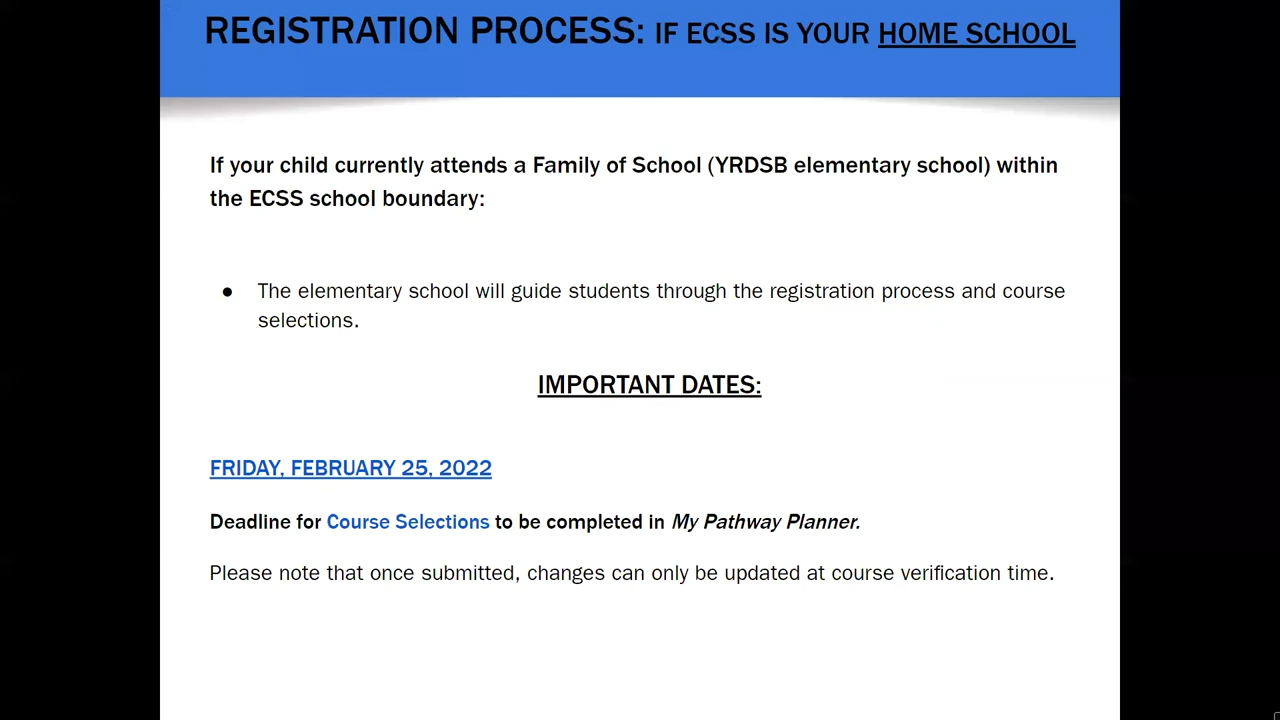 REGISTRATION PROCESS: IF ECSS IS YOUR HOME SCHOOL
If your child currently attends a Family of School (YRDSB elementary school) within
the ECSS school boundary:
● The elementary school will guide students through the registration process and course
selections.
IMPORTANT DATES:
FRIDAY, FEBRUARY 25, 2022
Deadline for Course Selections to be completed in My Pathway Planner.
Please note that once submitted, changes can only be updated at course verification time.